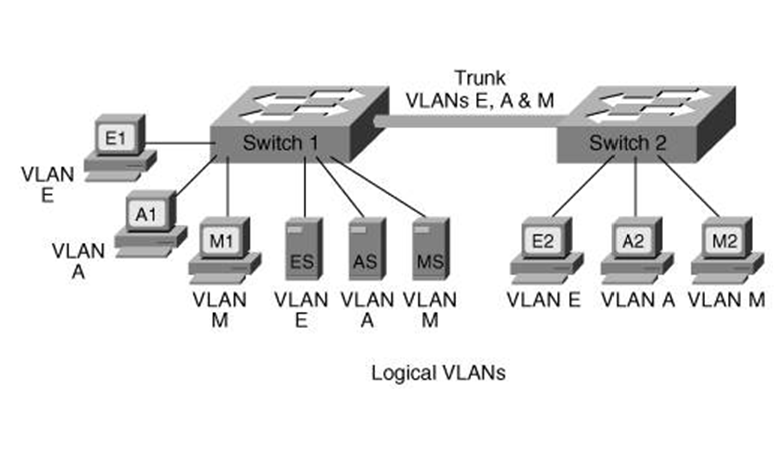 Trunk
VLANs E, A & M
Switch 1
Switch 2
E1
VLAN
E
A1
VLAN
A
M1
VLAN
M
ES
VLAN
E
AS
VLAN
A
MS
VLAN
M
E2
VLAN E
A2
VLAN A
M2
VLAN M
Logical VLANs